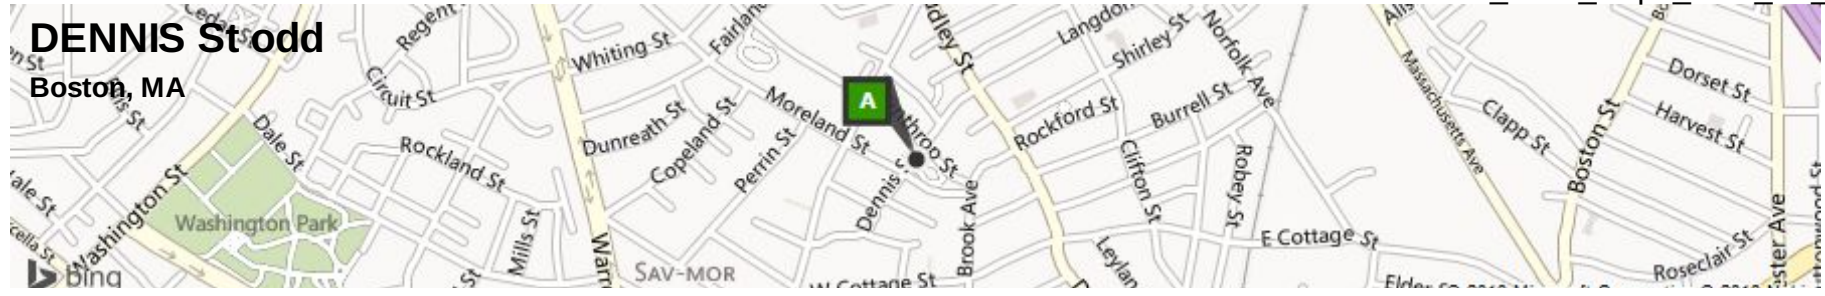 DENNIS St odd
Boston, MA
Regent
Whiting St
Circuit St
Dale St
Rockland St
Washington St
Washington Park
Mills St
Dunreath St
Copeland St
Perrin St
Moreland St
A
Dennis S
SAV-MOR
W Cottage St
Brook Ave
Rockford St
Langdon
Shirley St
Norfolk Ave
Burrell St
Clifton St
Robey St
E Cottage St
Massachusetts Ave
Boston St
Clapp St
Dorset St
Harvest St
Roseclair St
bing